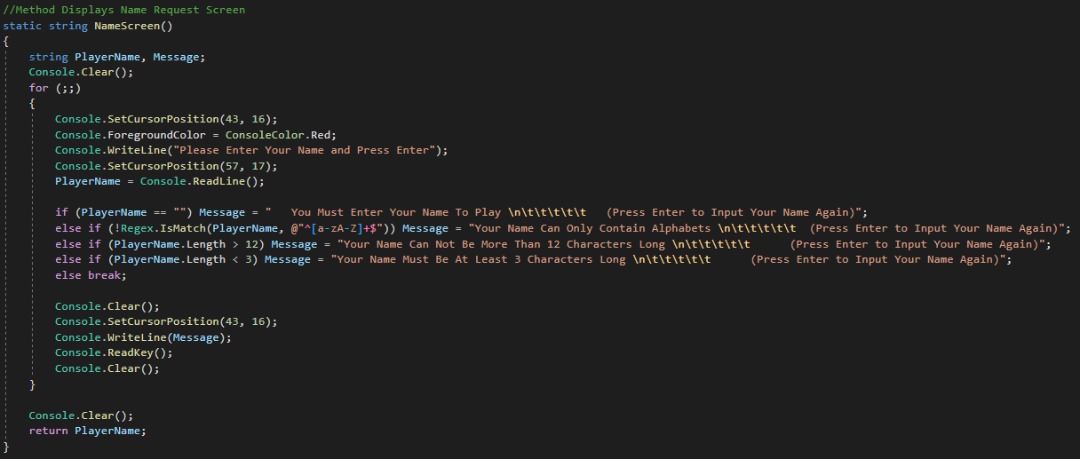 //Method Displays Name Request Screen
static string NameScreen()
{
    string PlayerName, Message;
    Console.Clear();
    for (;;)
    {
        Console.SetCursorPosition(43, 16);
        Console.ForegroundColor = ConsoleColor.Red;
        Console.WriteLine("Please Enter Your Name and Press Enter");
        Console.SetCursorPosition(57, 17);
        PlayerName = Console.ReadLine();

        if (PlayerName == "") Message = "   You Must Enter Your Name To Play \n\t\t\t\t\t   (Press Enter to Input Your Name Again)";
        else if (!Regex.IsMatch(PlayerName, @"^[a-zA-Z]+$")) Message = "Your Name Can Only Contain Alphabets \n\t\t\t\t\t  (Press Enter to Input Your Name Again)";
        else if (PlayerName.Length > 12) Message = "Your Name Can Not Be More Than 12 Characters Long \n\t\t\t\t\t      (Press Enter to Input Your Name Again)";
        else if (PlayerName.Length < 3) Message = "Your Name Must Be At Least 3 Characters Long \n\t\t\t\t\t      (Press Enter to Input Your Name Again)";
        else break;

        Console.Clear();
        Console.SetCursorPosition(43, 16);
        Console.WriteLine(Message);
        Console.ReadKey();
        Console.Clear();
    }

    Console.Clear();
    return PlayerName;
}